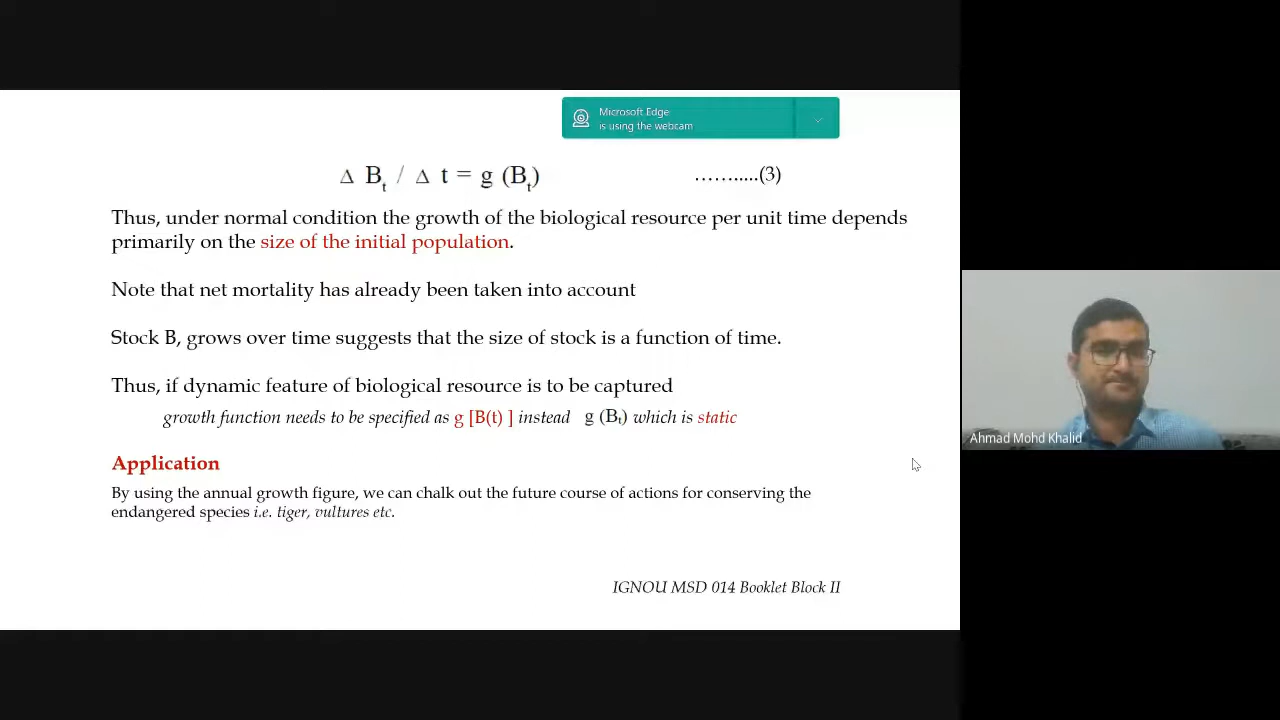 Microsoft Edge
is using the webcam
Δ Bt / Δ t = g (Bt) …….....(3)
Thus, under normal condition the growth of the biological resource per unit time depends
primarily on the size of the initial population.
Note that net mortality has already been taken into account
Stock B, grows over time suggests that the size of stock is a function of time.
Thus, if dynamic feature of biological resource is to be captured
growth function needs to be specified as g [B(t) ] instead g (Bt) which is static
Ahmad Mohd Khalid
Application
By using the annual growth figure, we can chalk out the future course of actions for conserving the
endangered species i.e. tiger, vultures etc.
IGNOU MSD 014 Booklet Block II